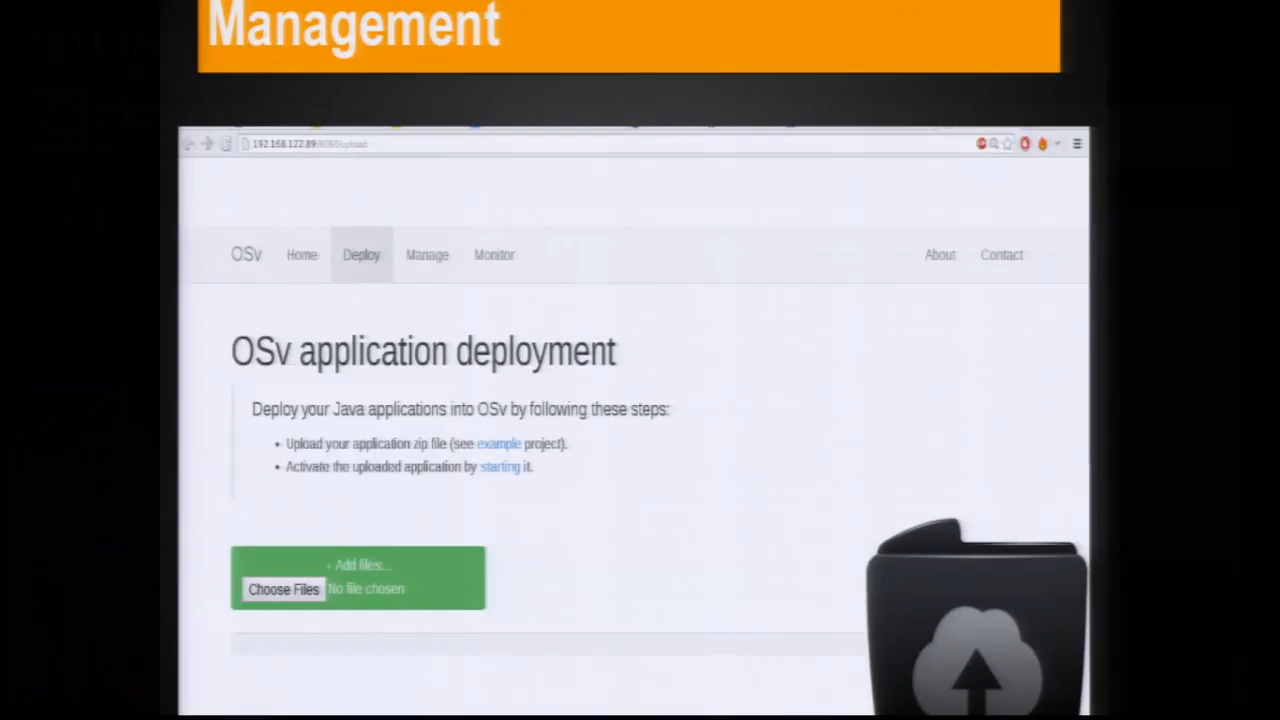 Management
192.168.122.89:8080/upload
OSv Home Deploy Manage Monitor About Contact
OSv application deployment
Deploy your Java applications into OSv by following these steps:
• Upload your application zip file (see example project).
• Activate the uploaded application by starting it.
+ Add files...
Choose Files No file chosen